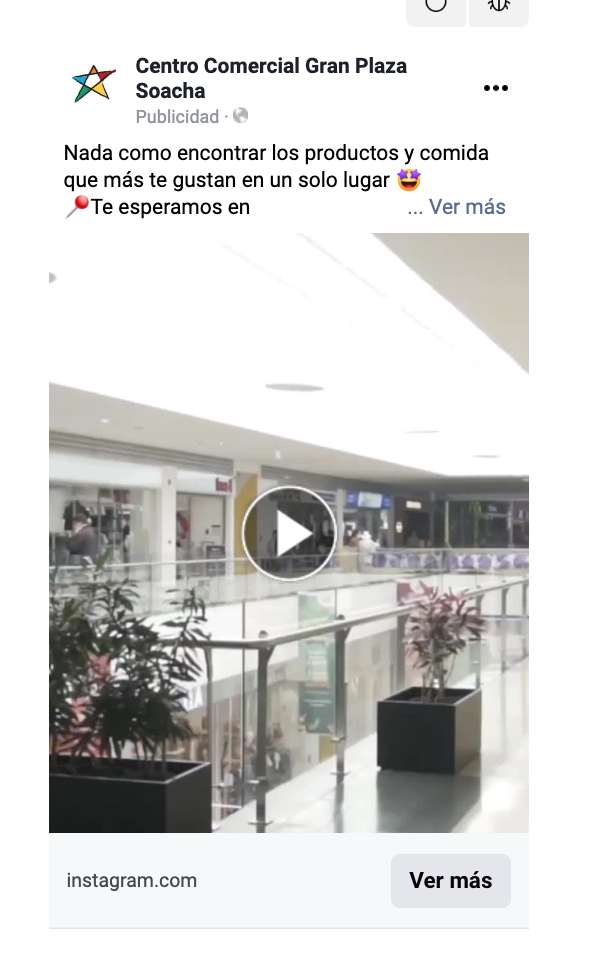 Centro Comercial Gran Plaza
Soacha
Publicidad ·
Nada como encontrar los productos y comida
que más te gustan en un solo lugar 🤩
📍Te esperamos en ... Ver más
instagram.com
Ver más